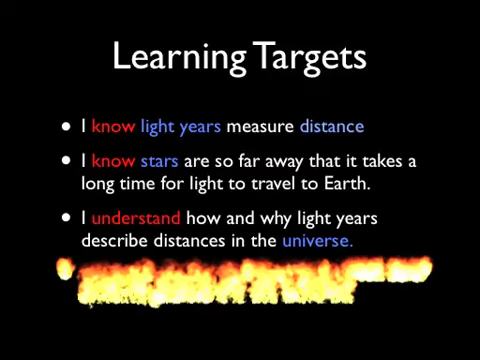 Learning Targets
• I know light years measure distance
• I know stars are so far away that it takes a
long time for light to travel to Earth.
• I understand how and why light years
describe distances in the universe.